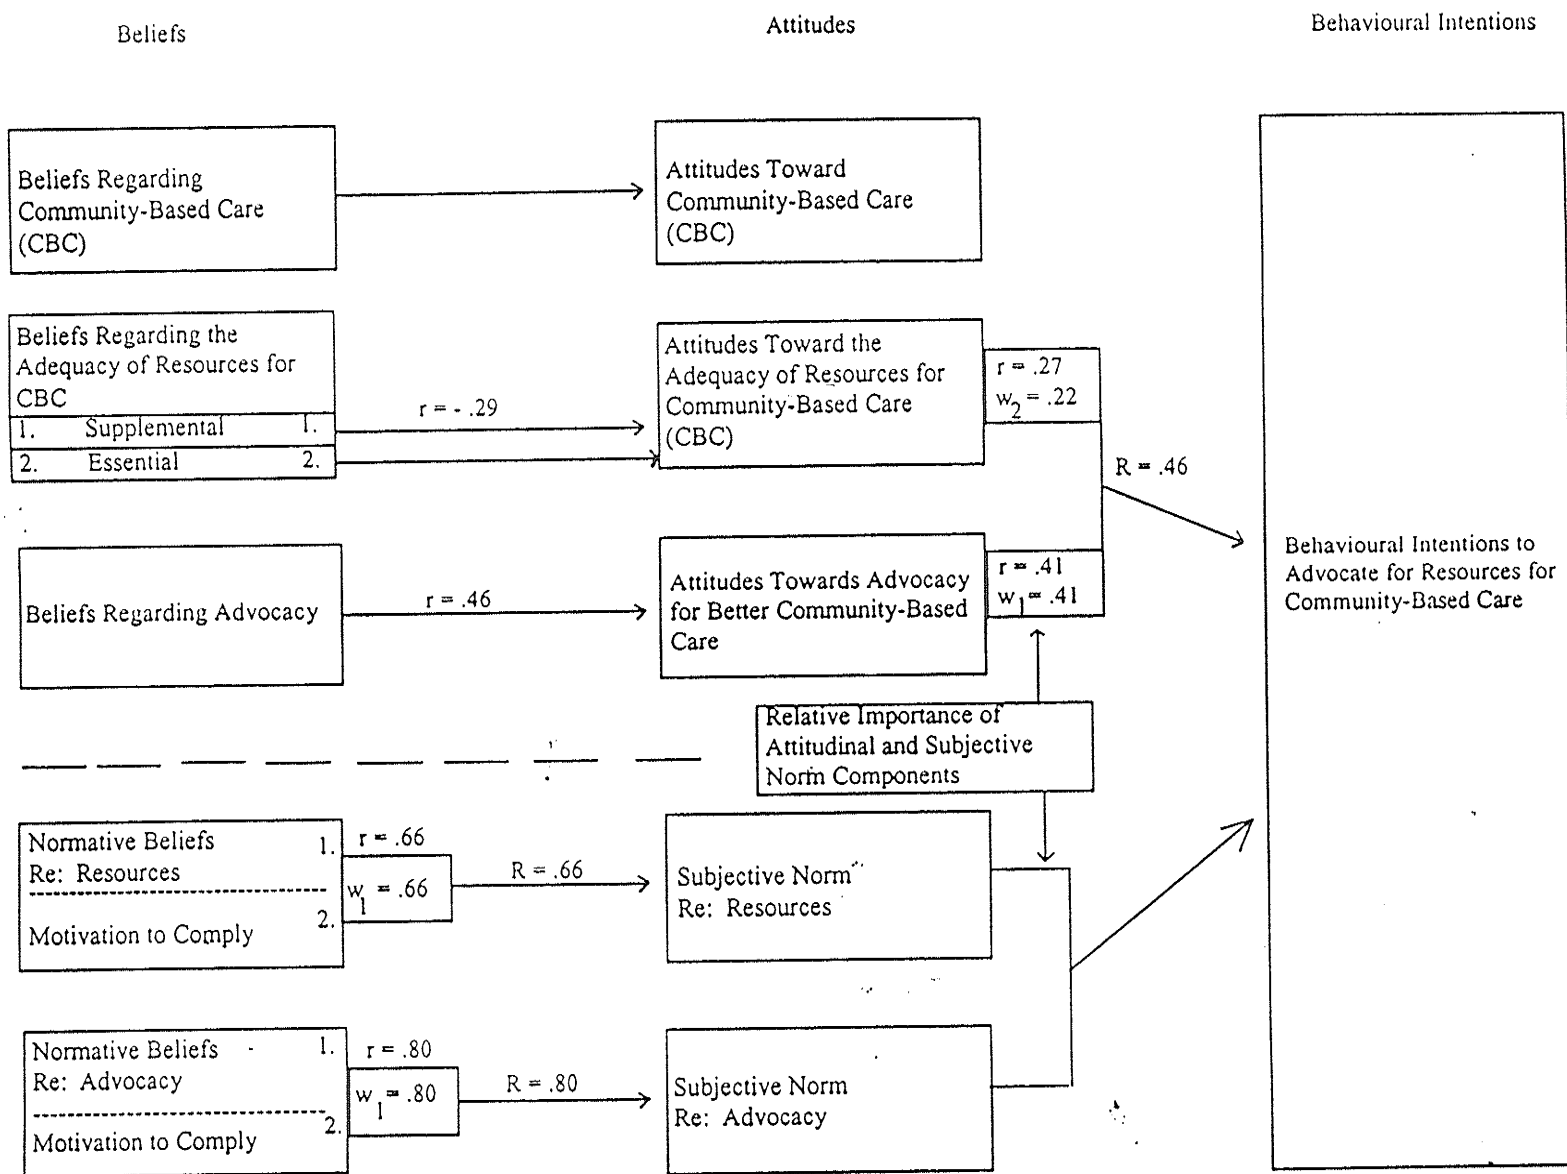 Beliefs
Attitudes
Behavioural Intentions
Beliefs Regarding
Community-Based Care
(CBC)
Attitudes Toward
Community-Based Care
(CBC)
Beliefs Regarding the
Adequacy of Resources for
CBC
1. Supplemental 1.
2. Essential 2.
r = - .29
Attitudes Toward the
Adequacy of Resources for
Community-Based Care
(CBC)
r = .27
w2 = .22
R = .46
Beliefs Regarding Advocacy
r = .46
Attitudes Towards Advocacy
for Better Community-Based
Care
r = .41
w1 = .41
Behavioural Intentions to
Advocate for Resources for
Community-Based Care
Relative Importance of
Attitudinal and Subjective
Norm Components
Normative Beliefs 1.
Re: Resources
Motivation to Comply 2.
r = .66
w1 = .66
R = .66
Subjective Norm
Re: Resources
Normative Beliefs 1.
Re: Advocacy
Motivation to Comply 2.
r = .80
w1 = .80
R = .80
Subjective Norm
Re: Advocacy